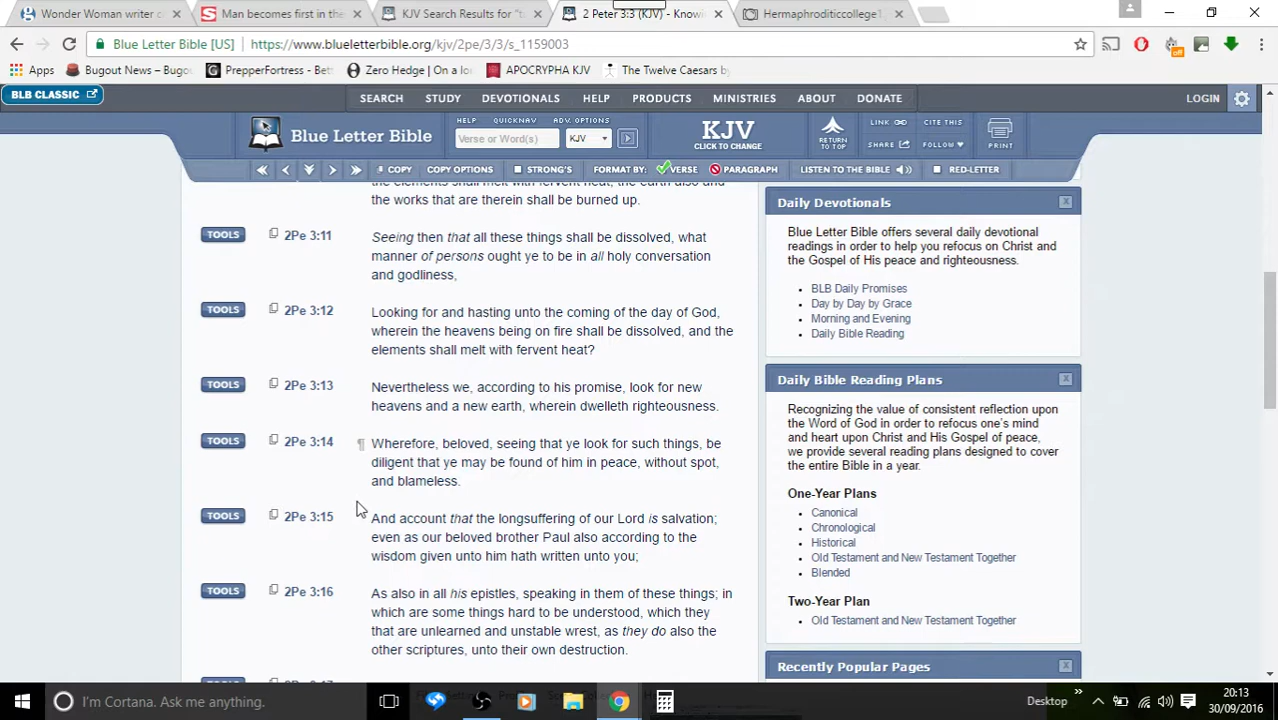 Wonder Woman writer c
Man becomes first in the
KJV Search Results for "to
2 Peter 3:3 (KJV) - Knowi
Hermaphroditiccollege1
Blue Letter Bible [US]
https://www.blueletterbible.org/kjv/2pe/3/3/s_1159003
Apps
Bugout News – Bugo
PrepperFortress - Bett
Zero Hedge | On a lo
APOCRYPHA KJV
The Twelve Caesars by
BLB CLASSIC
SEARCH STUDY DEVOTIONALS HELP PRODUCTS MINISTRIES ABOUT DONATE
LOGIN
Blue Letter Bible
HELP QUICKNAV ADV. OPTIONS
Verse or Word(s)
KJV
KJV
CLICK TO CHANGE
RETURN
TO TOP
LINK
CITE THIS
SHARE
FOLLOW
PRINT
COPY
COPY OPTIONS
STRONG'S
FORMAT BY:
VERSE
PARAGRAPH
LISTEN TO THE BIBLE
RED-LETTER
the elements shall melt with fervent heat, the earth also and
the works that are therein shall be burned up.
TOOLS
2Pe 3:11
Seeing then that all these things shall be dissolved, what
manner of persons ought ye to be in all holy conversation
and godliness,
TOOLS
2Pe 3:12
Looking for and hasting unto the coming of the day of God,
wherein the heavens being on fire shall be dissolved, and the
elements shall melt with fervent heat?
TOOLS
2Pe 3:13
Nevertheless we, according to his promise, look for new
heavens and a new earth, wherein dwelleth righteousness.
TOOLS
2Pe 3:14
¶ Wherefore, beloved, seeing that ye look for such things, be
diligent that ye may be found of him in peace, without spot,
and blameless.
TOOLS
2Pe 3:15
And account that the longsuffering of our Lord is salvation;
even as our beloved brother Paul also according to the
wisdom given unto him hath written unto you;
TOOLS
2Pe 3:16
As also in all his epistles, speaking in them of these things; in
which are some things hard to be understood, which they
that are unlearned and unstable wrest, as they do also the
other scriptures, unto their own destruction.
Daily Devotionals
Blue Letter Bible offers several daily devotional
readings in order to help you refocus on Christ and
the Gospel of His peace and righteousness.
BLB Daily Promises
Day by Day by Grace
Morning and Evening
Daily Bible Reading
Daily Bible Reading Plans
Recognizing the value of consistent reflection upon
the Word of God in order to refocus one's mind
and heart upon Christ and His Gospel of peace,
we provide several reading plans designed to cover
the entire Bible in a year.
One-Year Plans
Canonical
Chronological
Historical
Old Testament and New Testament Together
Blended
Two-Year Plan
Old Testament and New Testament Together
Recently Popular Pages
I'm Cortana. Ask me anything.
Desktop
20:13
30/09/2016